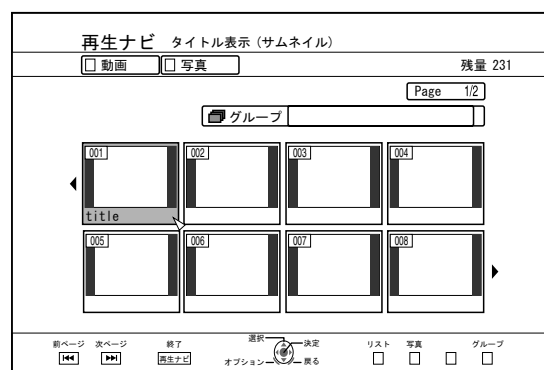 再生ナビ タイトル表示(サムネイル)
動画 写真 残量 231
Page 1/2
グループ
001 002 003 004
title
005 006 007 008
前ページ 次ページ 終了 選択 決定 リスト 写真 グループ
再生ナビ オプション 戻る